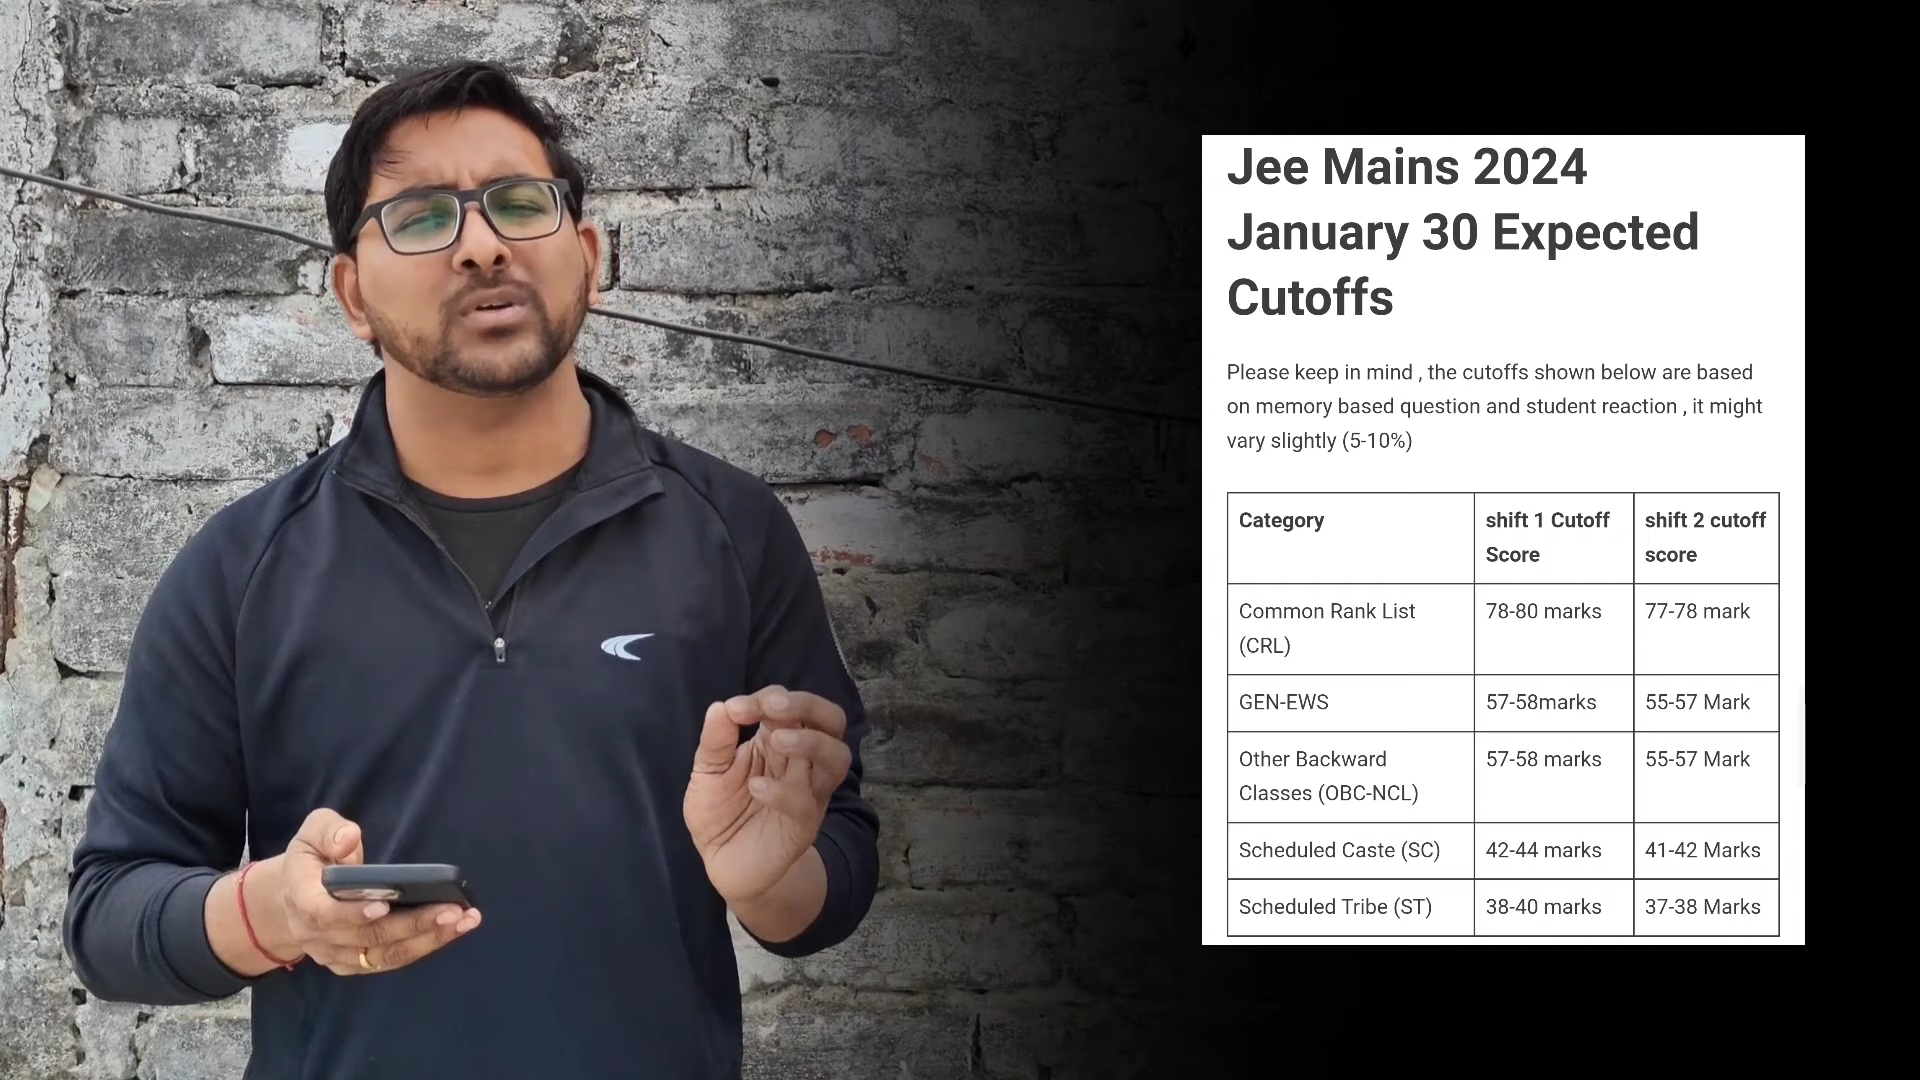 Jee Mains 2024
January 30 Expected
Cutoffs
Please keep in mind , the cutoffs shown below are based
on memory based question and student reaction , it might
vary slightly (5-10%)
Category shift 1 Cutoff Score shift 2 cutoff score
Common Rank List (CRL) 78-80 marks 77-78 mark
GEN-EWS 57-58marks 55-57 Mark
Other Backward Classes (OBC-NCL) 57-58 marks 55-57 Mark
Scheduled Caste (SC) 42-44 marks 41-42 Marks
Scheduled Tribe (ST) 38-40 marks 37-38 Marks